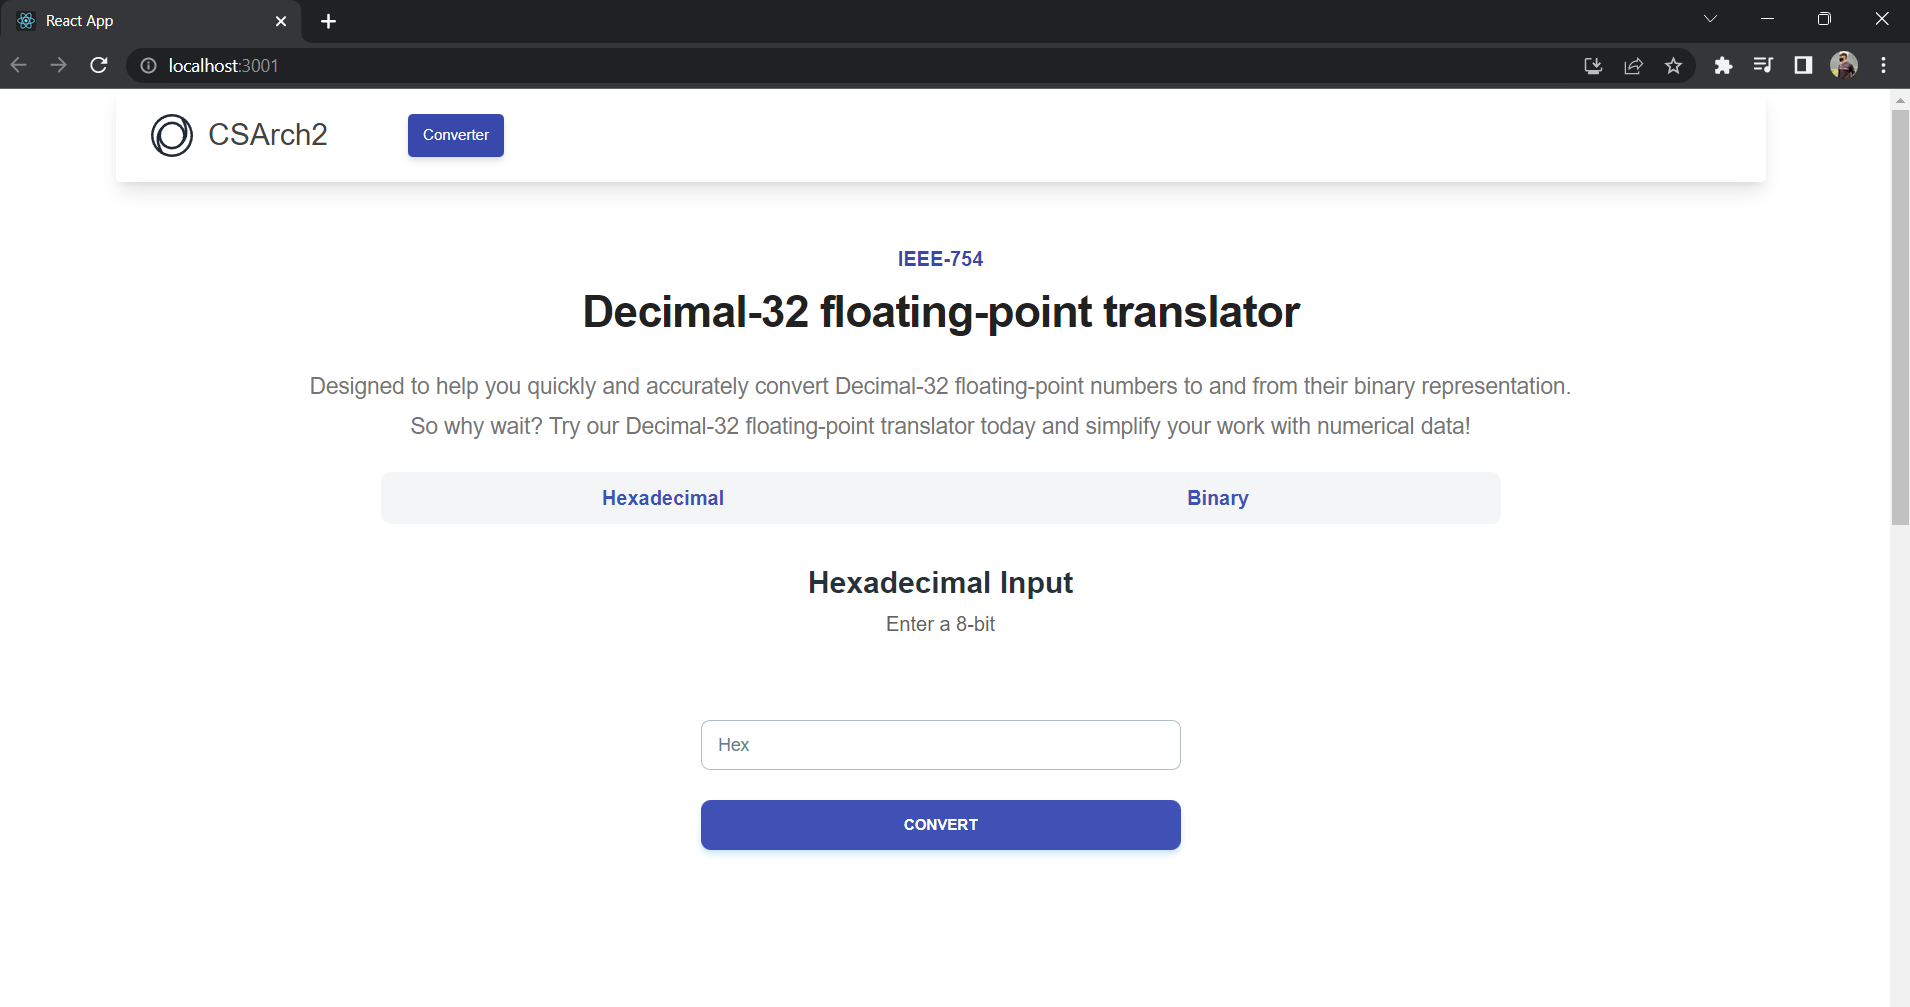 React App
localhost:3001
CSArch2
Converter
IEEE-754
Decimal-32 floating-point translator
Designed to help you quickly and accurately convert Decimal-32 floating-point numbers to and from their binary representation.
So why wait? Try our Decimal-32 floating-point translator today and simplify your work with numerical data!
Hexadecimal Binary
Hexadecimal Input
Enter a 8-bit
Hex
CONVERT